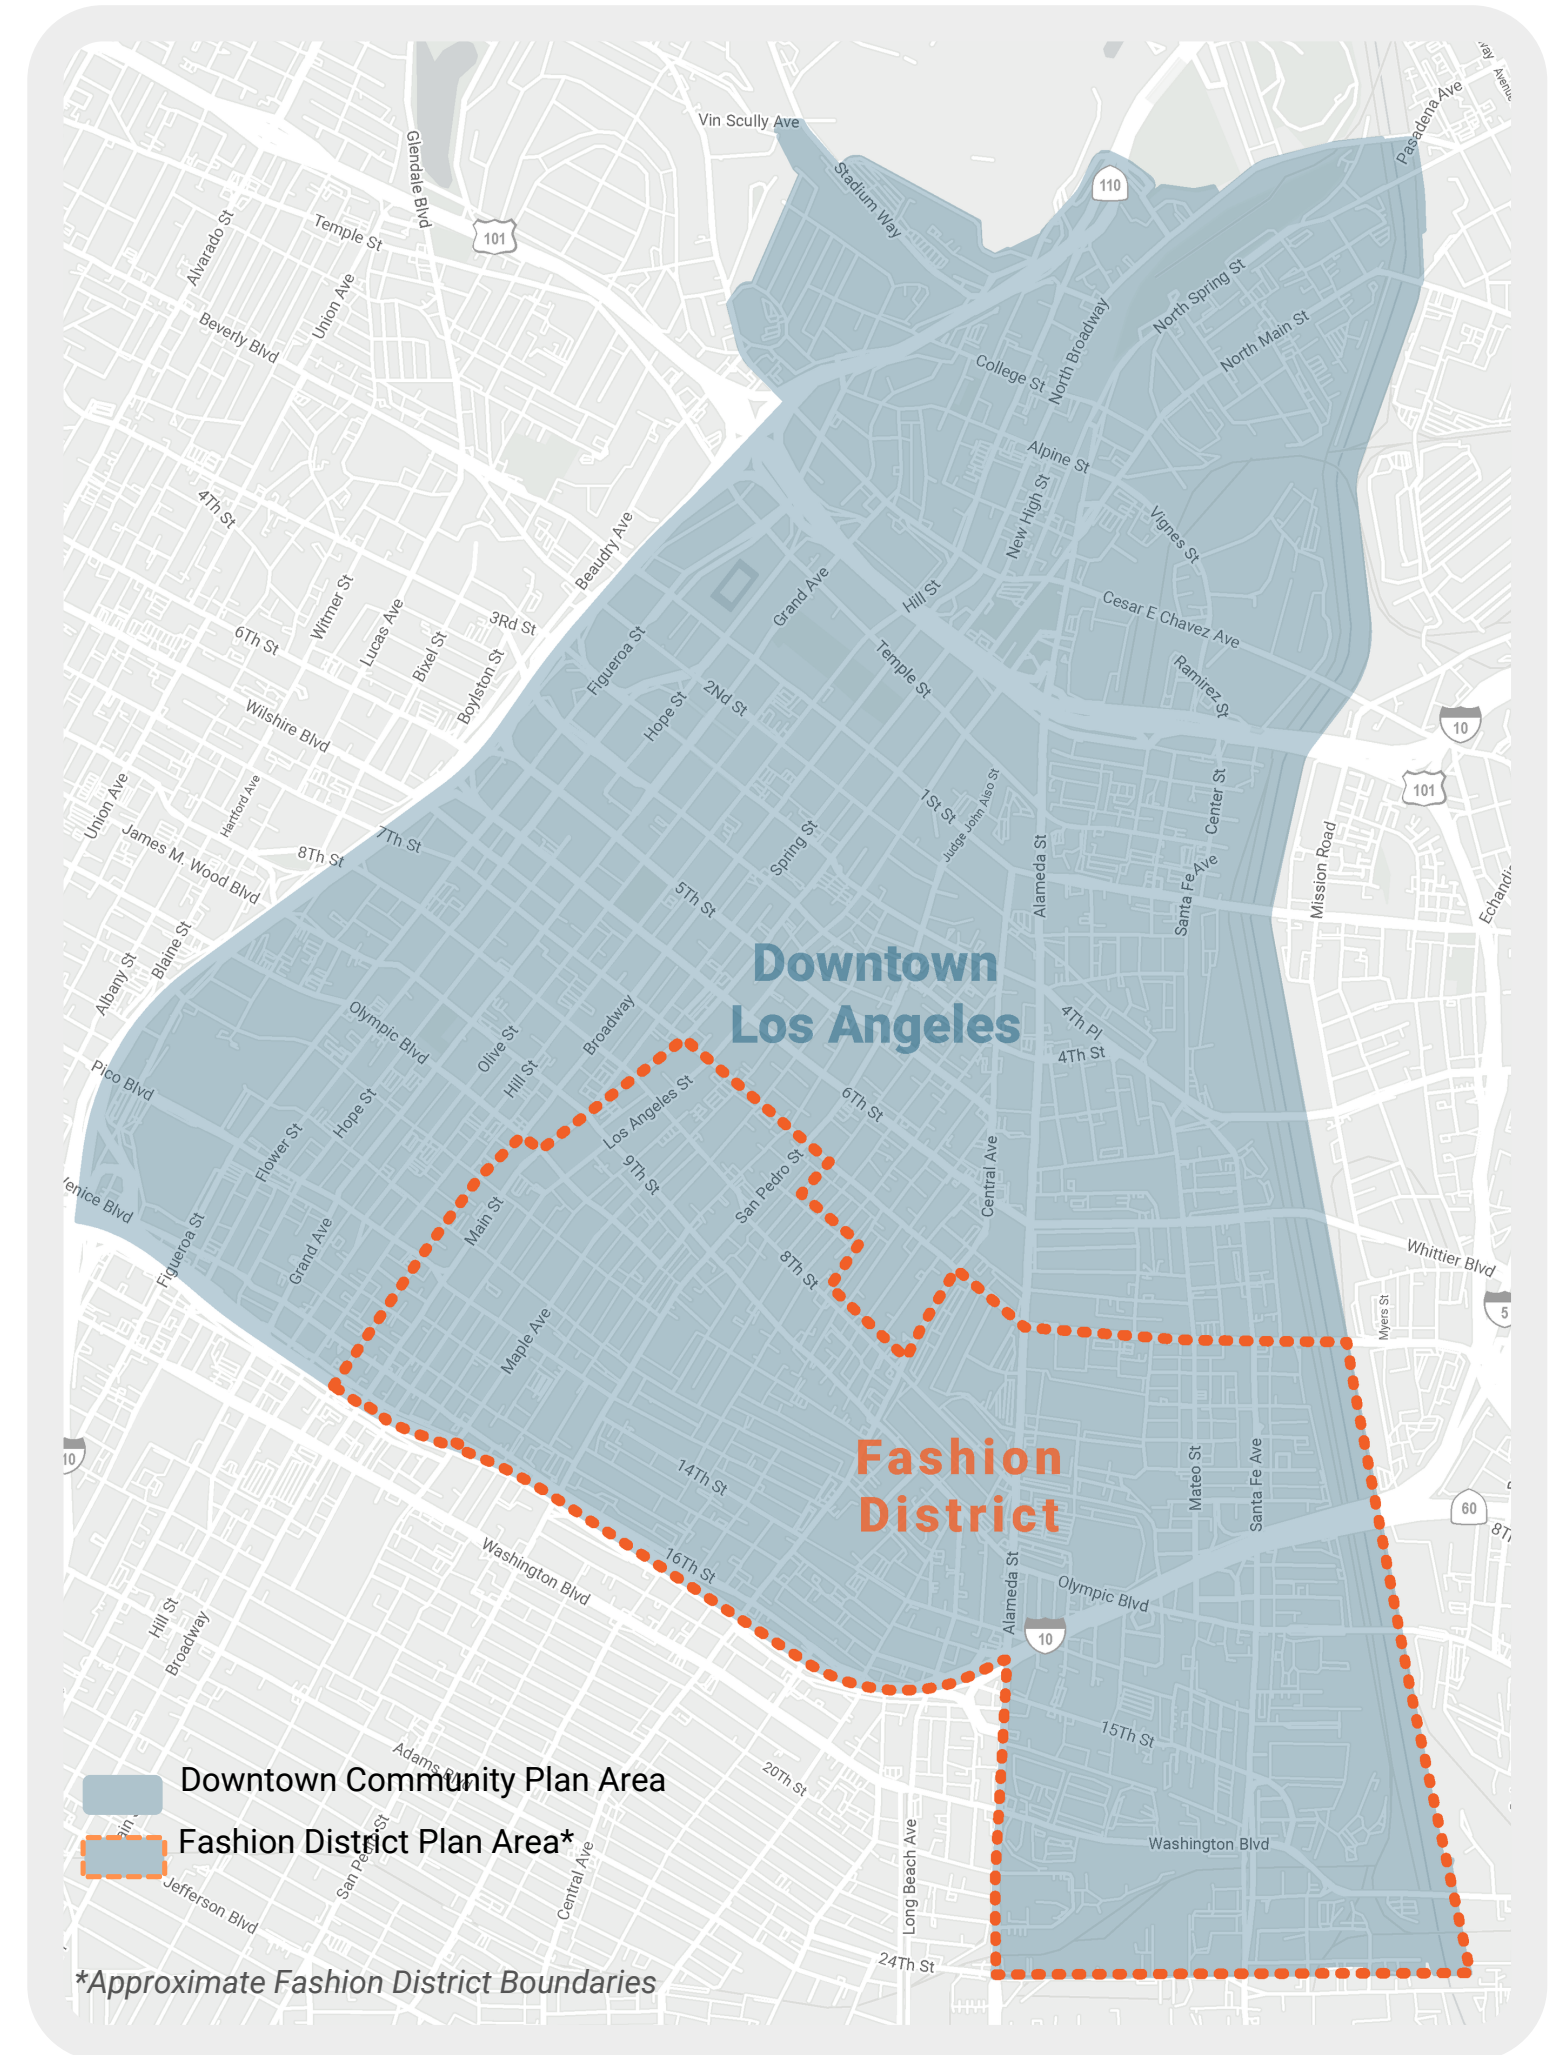 Vin Scully Ave
Pasadena Ave
Stadium Way
Glendale Blvd
110
101
Temple St
Alvarado St
Union Ave
Beverly Blvd
North Spring St
North Main St
North Broadway
College St
Alpine St
New High St
Vignes St
4Th St
Beaudry Ave
Witmer St
Lucas Ave
Bixel St
3Rd St
6Th St
Boylston St
Grand Ave
Hill St
Cesar E Chavez Ave
Figueroa St
Temple St
Ramirez St
2Nd St
Hope St
Wilshire Blvd
10
101
Hartford Ave
Union Ave
James M. Wood Blvd
8Th St
7Th St
1St St
Judge John Aiso St
Center St
Spring St
Alameda St
Santa Fe Ave
Mission Road
5Th St
Blaine St
Albany St
Downtown
Los Angeles
4Th Pl
4Th St
Olympic Blvd
Olive St
Hill St
Broadway
Pico Blvd
Hope St
Flower St
Los Angeles St
6Th St
9Th St
San Pedro St
Central Ave
Main St
Figueroa St
Grand Ave
8Th St
Whittier Blvd
5
Myers St
Maple Ave
Fashion
District
Mateo St
Santa Fe Ave
10
14Th St
60
16Th St
Washington Blvd
Alameda St
Olympic Blvd
10
Hill St
Broadway
15Th St
Adams Blvd
20Th St
Downtown Community Plan Area
Fashion District Plan Area*
San Pedro St
Central Ave
Long Beach Ave
Washington Blvd
Jefferson Blvd
24Th St
*Approximate Fashion District Boundaries